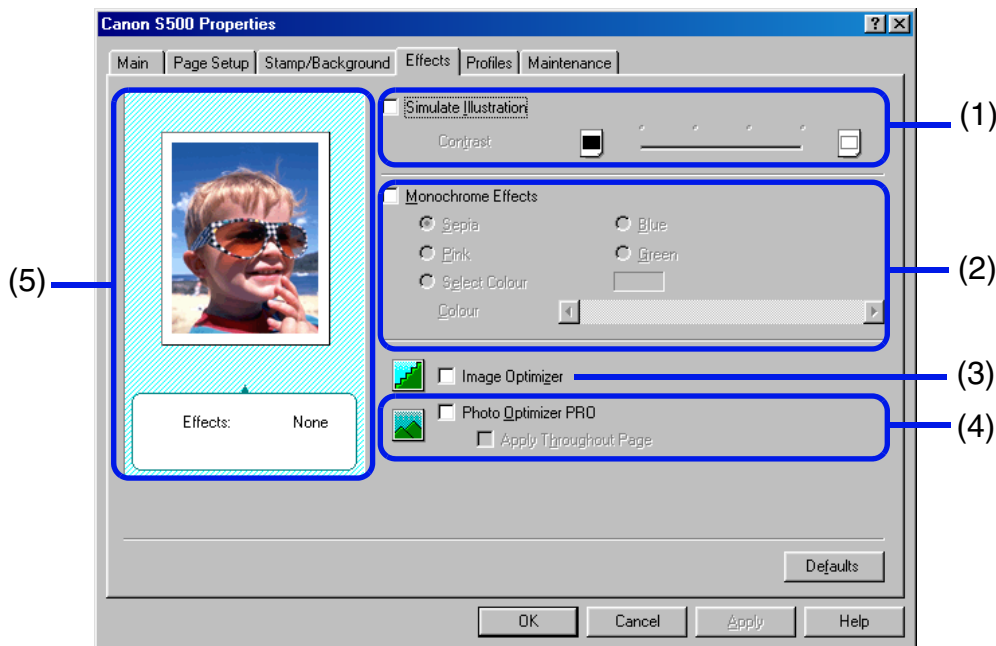 Canon S500 Properties
Main Page Setup Stamp/Background Effects Profiles Maintenance
Simulate Illustration
Contrast
(1)
Monochrome Effects
Sepia Blue
Pink Green
Select Colour
Colour
(2)
Image Optimizer
(3)
Photo Optimizer PRO
Apply Throughout Page
(4)
(5)
Effects: None
Defaults
OK Cancel Apply Help